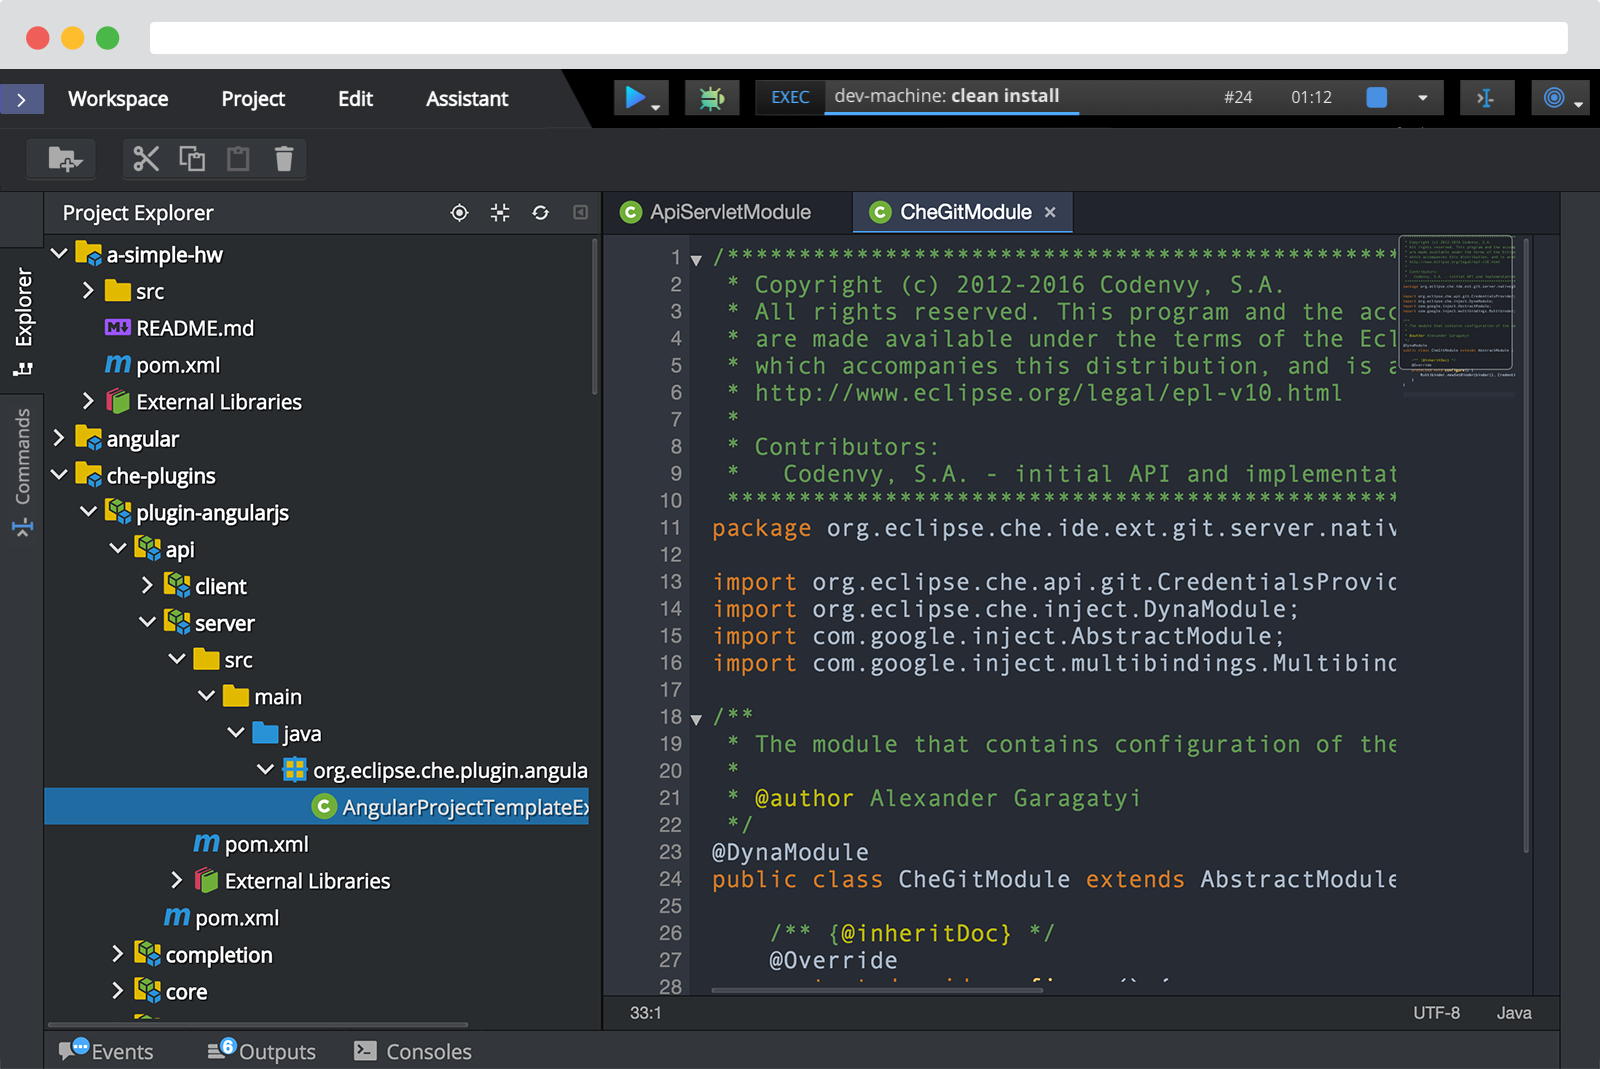 Workspace Project Edit Assistant EXEC dev-machine: clean install #24 01:12
Project Explorer
Explorer
Commands
a-simple-hw
src
README.md
pom.xml
External Libraries
angular
che-plugins
plugin-angularjs
api
client
server
src
main
java
org.eclipse.che.plugin.angula
AngularProjectTemplateEx
pom.xml
External Libraries
pom.xml
completion
core
ApiServletModule CheGitModule ×
1 /***********************************************
2 * Copyright (c) 2012-2016 Codenvy, S.A.
3 * All rights reserved. This program and the acc
4 * are made available under the terms of the Ecl
5 * which accompanies this distribution, and is a
6 * http://www.eclipse.org/legal/epl-v10.html
7 *
8 * Contributors:
9 *   Codenvy, S.A. - initial API and implementat
10 ***********************************************
11 package org.eclipse.che.ide.ext.git.server.nativ
12
13 import org.eclipse.che.api.git.CredentialsProvid
14 import org.eclipse.che.inject.DynaModule;
15 import com.google.inject.AbstractModule;
16 import com.google.inject.multibindings.Multibind
17
18 /**
19 * The module that contains configuration of the
20 *
21 * @author Alexander Garagatyi
22 */
23 @DynaModule
24 public class CheGitModule extends AbstractModule
25
26 /** {@inheritDoc} */
27 @Override
28
33:1 UTF-8 Java
Events 6 Outputs Consoles